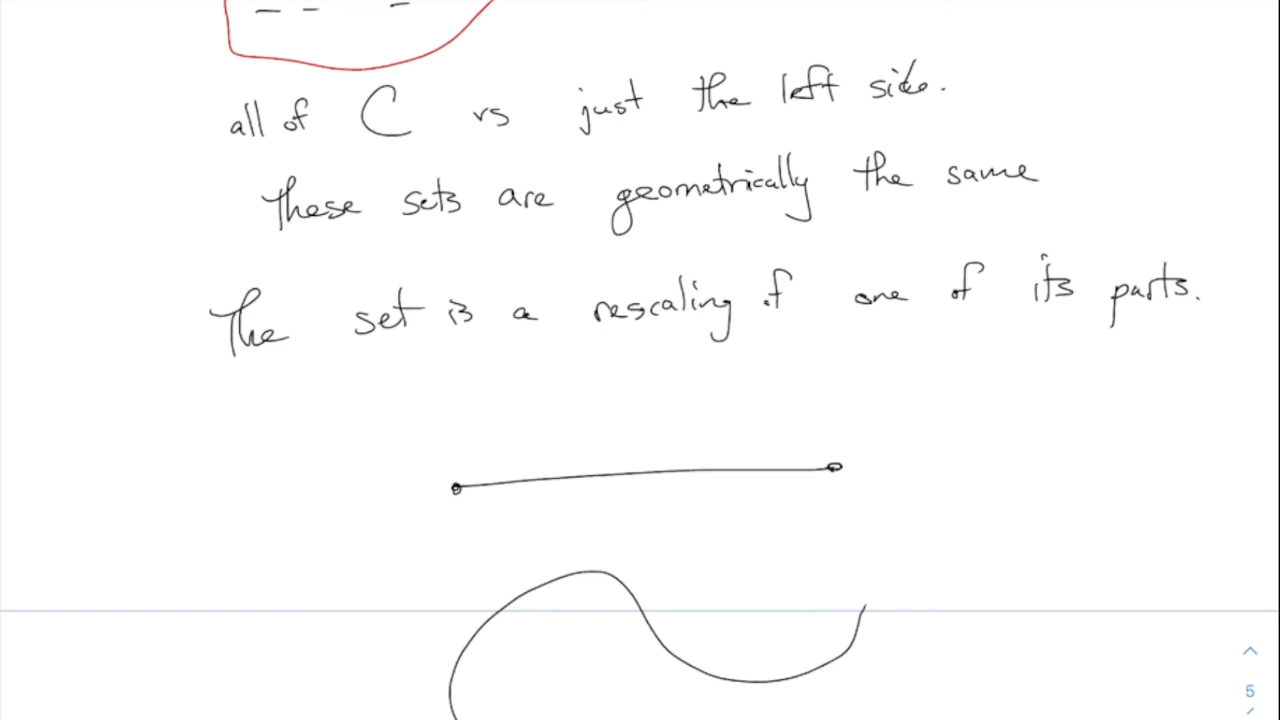 all of C vs just the left side.
These sets are geometrically the same
The set is a rescaling of one of its parts.
5